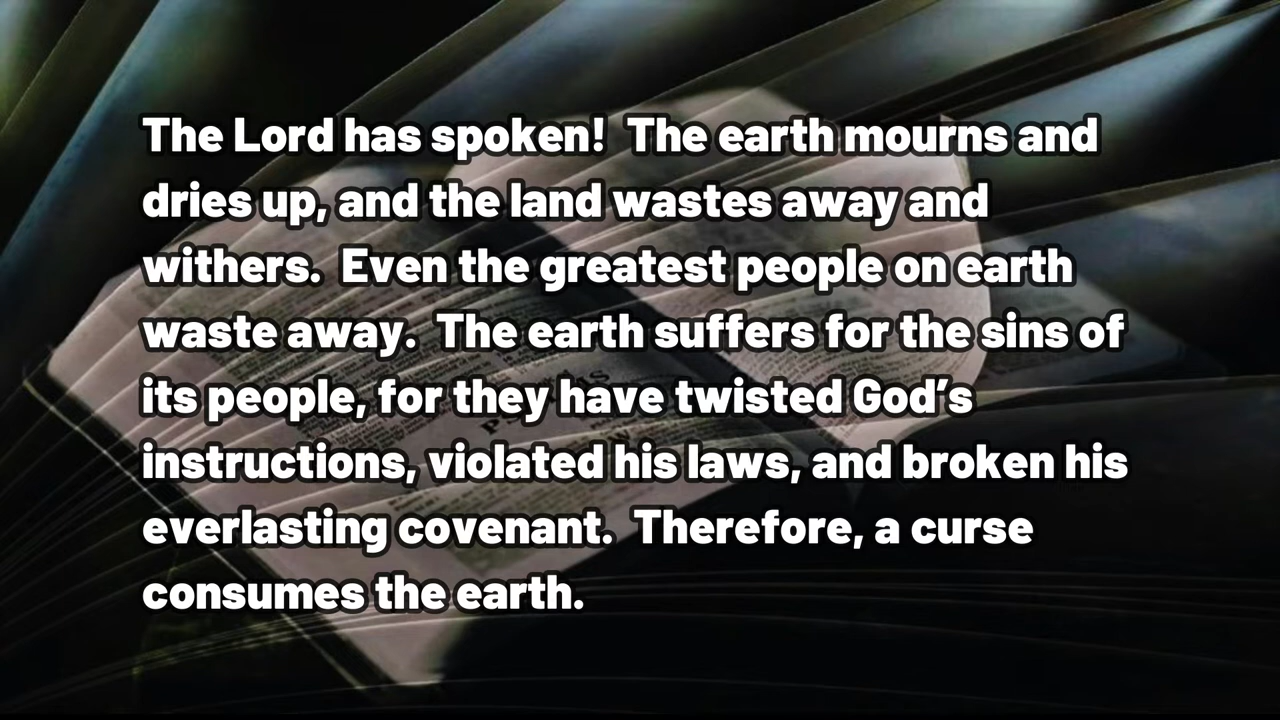 The Lord has spoken!  The earth mourns and
dries up, and the land wastes away and
withers.  Even the greatest people on earth
waste away.  The earth suffers for the sins of
its people, for they have twisted God’s
instructions, violated his laws, and broken his
everlasting covenant.  Therefore, a curse
consumes the earth.